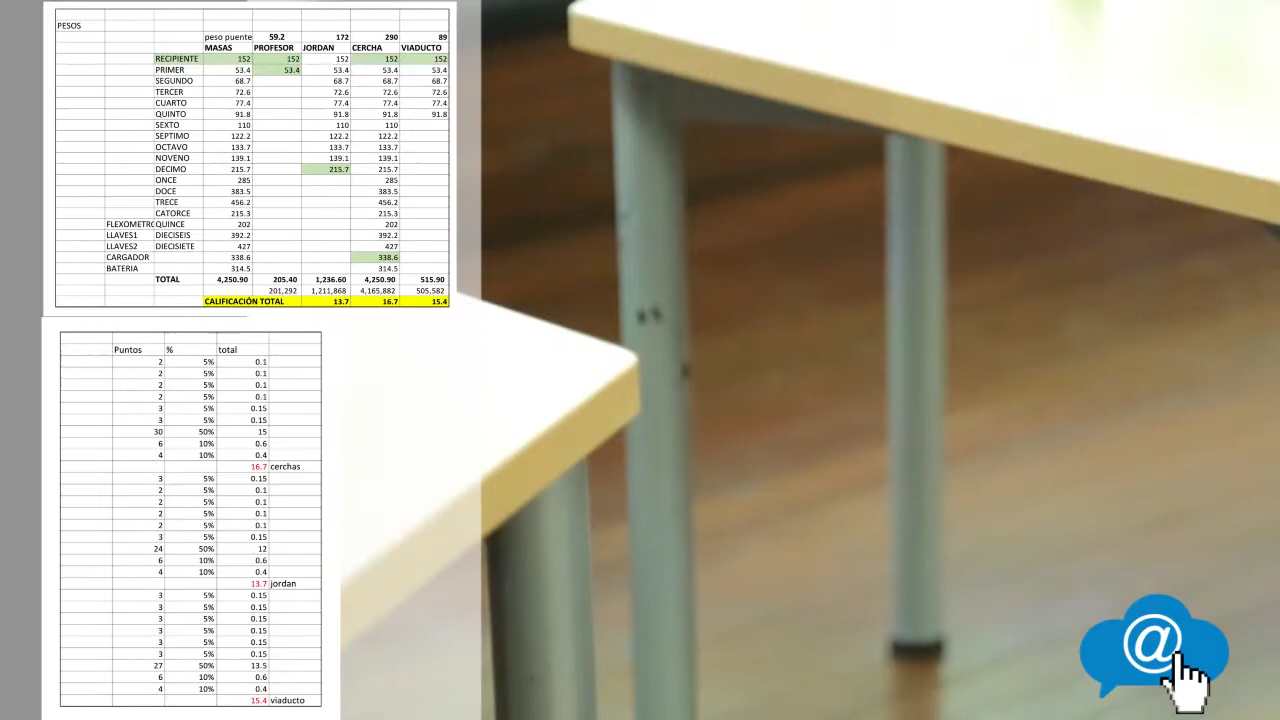 PESOS
peso puente 59.2 172 290 89
MASAS PROFESOR JORDAN CERCHA VIADUCTO
RECIPIENTE 152 152 152 152 152
PRIMER 53.4 53.4 53.4 53.4 53.4
SEGUNDO 68.7 68.7 68.7 68.7
TERCER 72.6 72.6 72.6 72.6
CUARTO 77.4 77.4 77.4 77.4
QUINTO 91.8 91.8 91.8 91.8
SEXTO 110 110 110
SEPTIMO 122.2 122.2 122.2
OCTAVO 133.7 133.7 133.7
NOVENO 139.1 139.1 139.1
DECIMO 215.7 215.7 215.7
ONCE 285 285
DOCE 383.5 383.5
TRECE 456.2 456.2
CATORCE 215.3 215.3
FLEXOMETRO QUINCE 202 202
LLAVES1 DIECISEIS 392.2 392.2
LLAVES2 DIECISIETE 427 427
CARGADOR 338.6 338.6
BATERIA 314.5 314.5
TOTAL 4,250.90 205.40 1,236.60 4,250.90 515.90
201,292 1,211,868 4,165,882 505,582
CALIFICACIÓN TOTAL 13.7 16.7 15.4
Puntos % total
2 5% 0.1
2 5% 0.1
2 5% 0.1
2 5% 0.1
3 5% 0.15
3 5% 0.15
30 50% 15
6 10% 0.6
4 10% 0.4
16.7 cerchas
3 5% 0.15
2 5% 0.1
2 5% 0.1
2 5% 0.1
2 5% 0.1
3 5% 0.15
24 50% 12
6 10% 0.6
4 10% 0.4
13.7 jordan
3 5% 0.15
3 5% 0.15
3 5% 0.15
3 5% 0.15
3 5% 0.15
3 5% 0.15
27 50% 13.5
6 10% 0.6
4 10% 0.4
15.4 viaducto
@